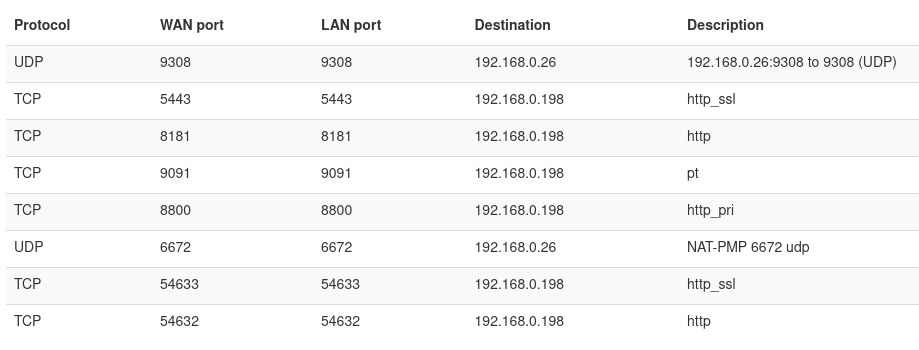 Protocol WAN port LAN port Destination Description
UDP 9308 9308 192.168.0.26 192.168.0.26:9308 to 9308 (UDP)
TCP 5443 5443 192.168.0.198 http_ssl
TCP 8181 8181 192.168.0.198 http
TCP 9091 9091 192.168.0.198 pt
TCP 8800 8800 192.168.0.198 http_pri
UDP 6672 6672 192.168.0.26 NAT-PMP 6672 udp
TCP 54633 54633 192.168.0.198 http_ssl
TCP 54632 54632 192.168.0.198 http